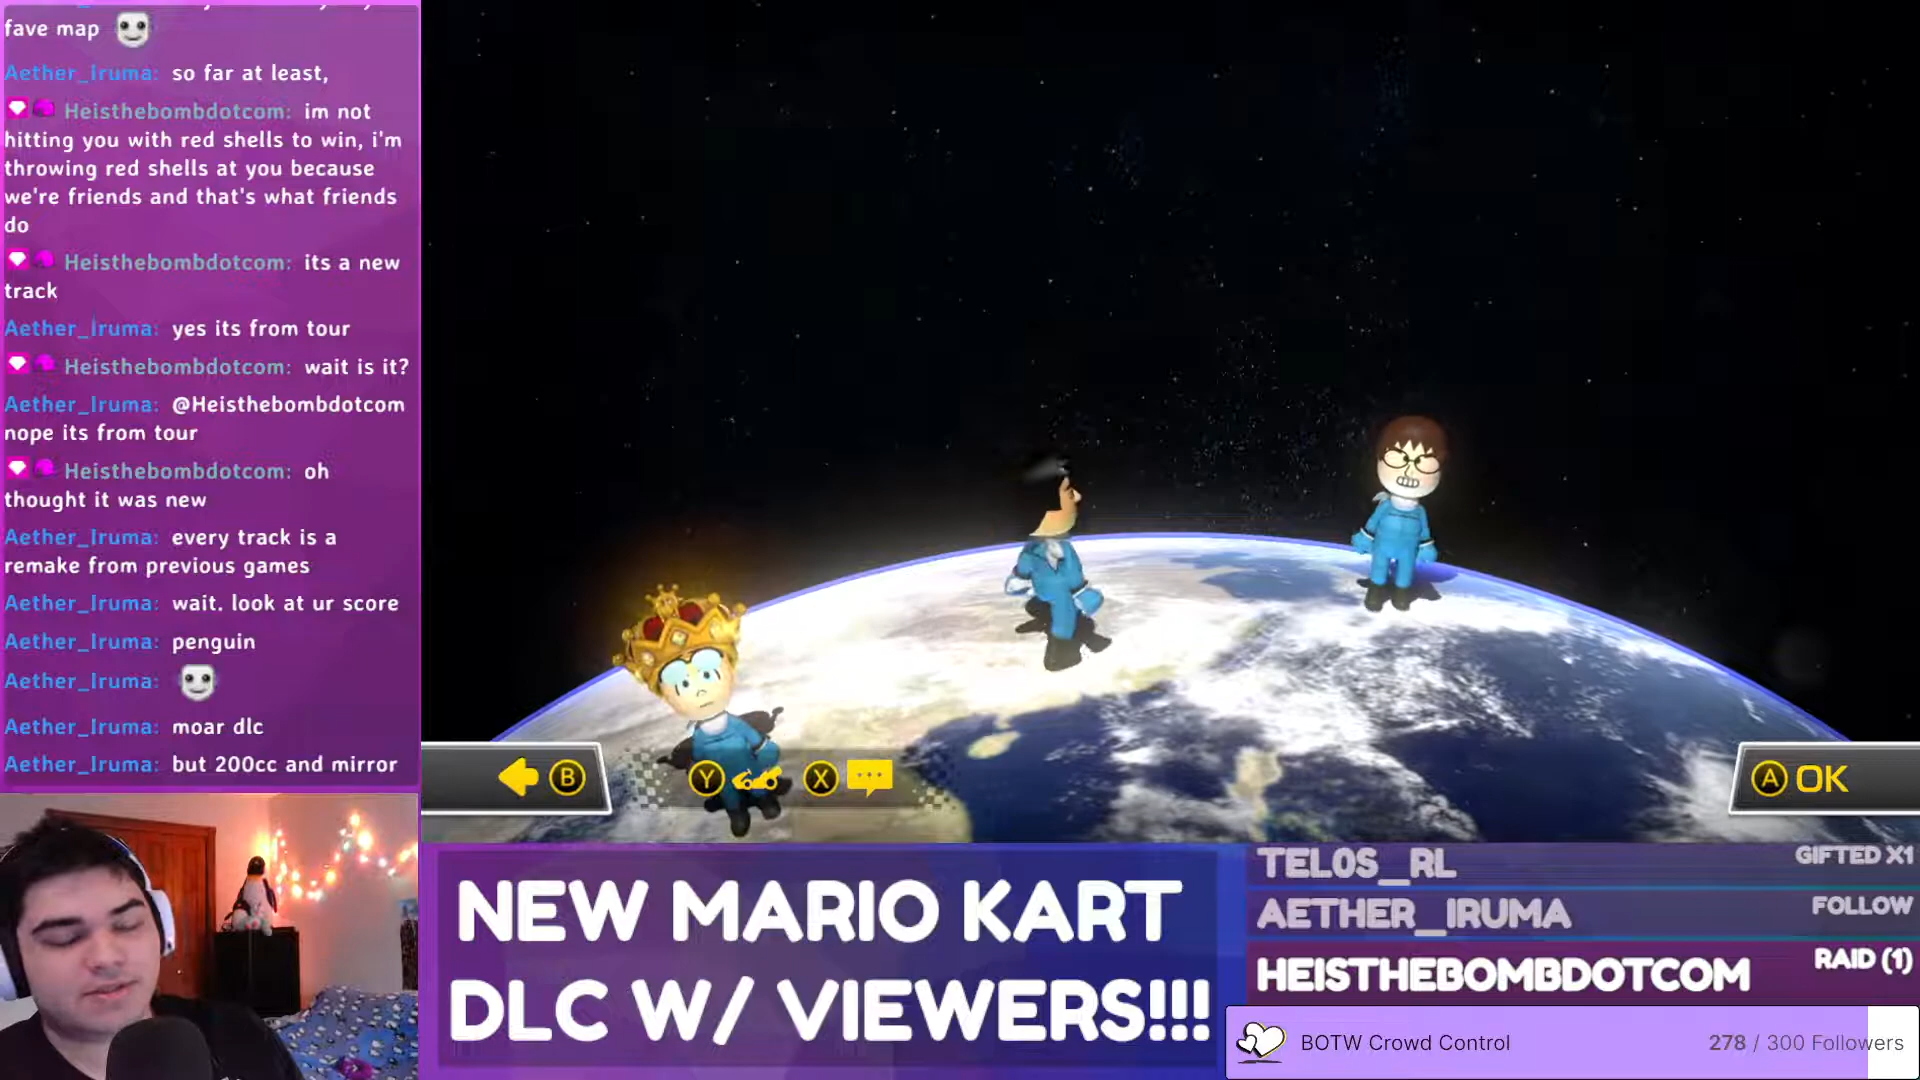 fave map
Aether_Iruma: so far at least,
Heisthebombdotcom: im not
hitting you with red shells to win, i'm
throwing red shells at you because
we're friends and that's what friends
do
Heisthebombdotcom: its a new
track
Aether_Iruma: yes its from tour
Heisthebombdotcom: wait is it?
Aether_Iruma: @Heisthebombdotcom
nope its from tour
Heisthebombdotcom: oh
thought it was new
Aether_Iruma: every track is a
remake from previous games
Aether_Iruma: wait. look at ur score
Aether_Iruma: penguin
Aether_Iruma:
Aether_Iruma: moar dlc
Aether_Iruma: but 200cc and mirror
B
Y
X
A OK
NEW MARIO KART
DLC W/ VIEWERS!!!
TEL0S_RL GIFTED X1
AETHER_IRUMA FOLLOW
HEISTHEBOMBDOTCOM RAID (1)
BOTW Crowd Control 278 / 300 Followers